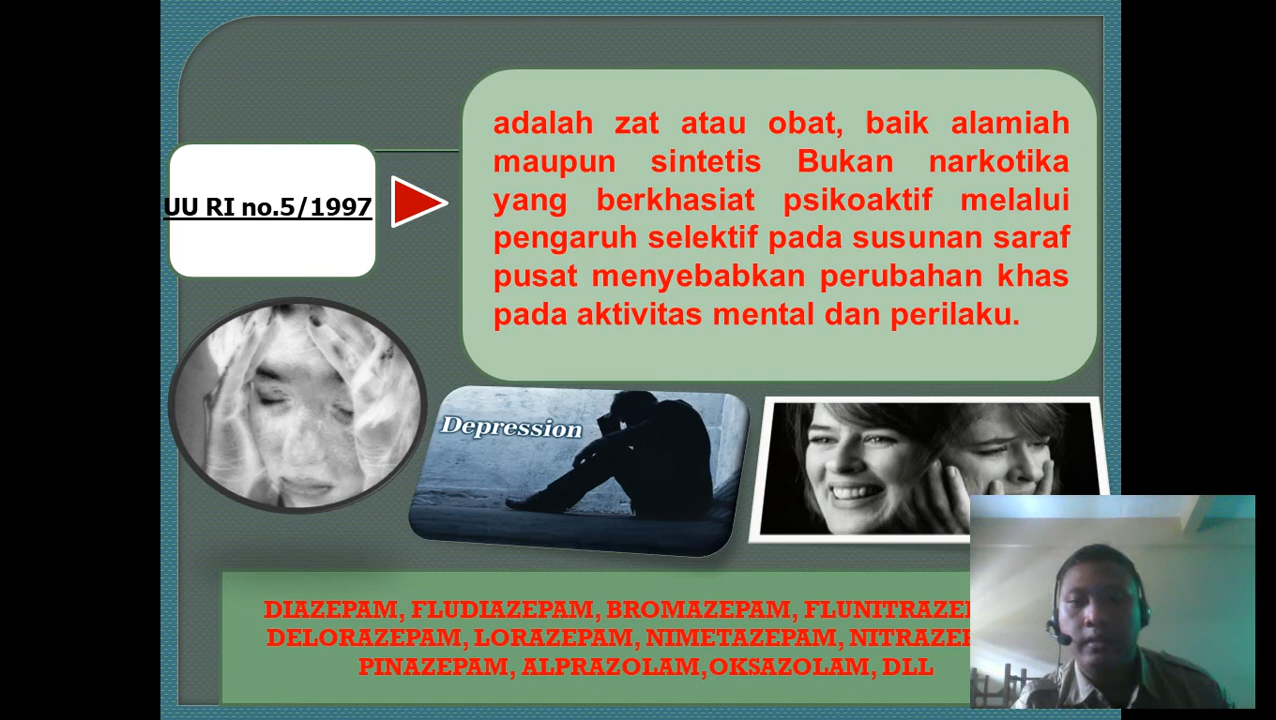 UU RI no.5/1997
adalah zat atau obat, baik alamiah
maupun sintetis Bukan narkotika
yang berkhasiat psikoaktif melalui
pengaruh selektif pada susunan saraf
pusat menyebabkan perubahan khas
pada aktivitas mental dan perilaku.
Depression
DIAZEPAM, FLUDIAZEPAM, BROMAZEPAM,
DELORAZEPAM, LORAZEPAM, NIMETAZEPAM,
PINAZEPAM, ALPRAZOLAM,OKSAZOLAM, DLL